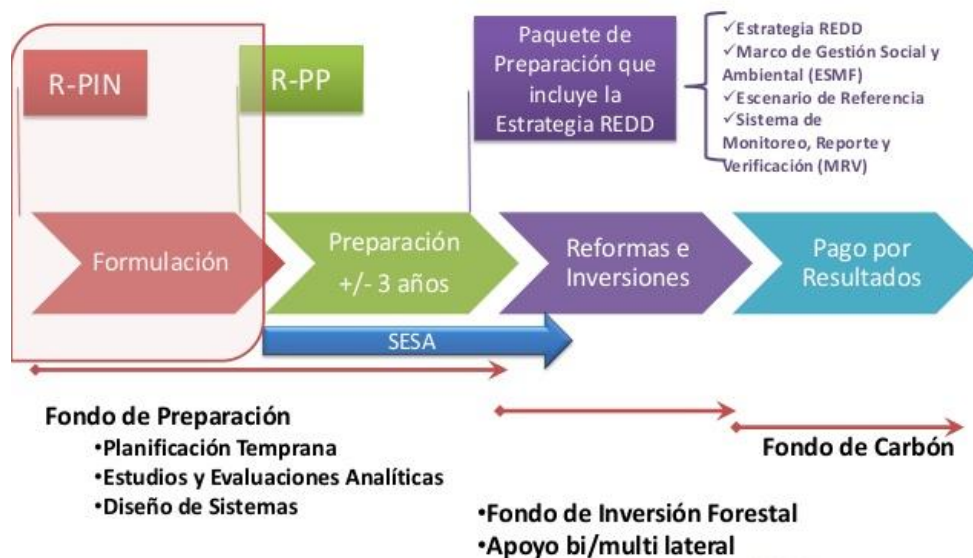 R-PIN
R-PP
Paquete de
Preparación que
incluye la
Estrategia REDD
✓Estrategia REDD
✓Marco de Gestión Social y
Ambiental (ESMF)
✓Escenario de Referencia
✓Sistema de
Monitoreo, Reporte y
Verificación (MRV)
Formulación
Preparación
+/- 3 años
Reformas e
Inversiones
Pago por
Resultados
SESA
Fondo de Preparación
•Planificación Temprana
•Estudios y Evaluaciones Analíticas
•Diseño de Sistemas
Fondo de Carbón
•Fondo de Inversión Forestal
•Apoyo bi/multi lateral